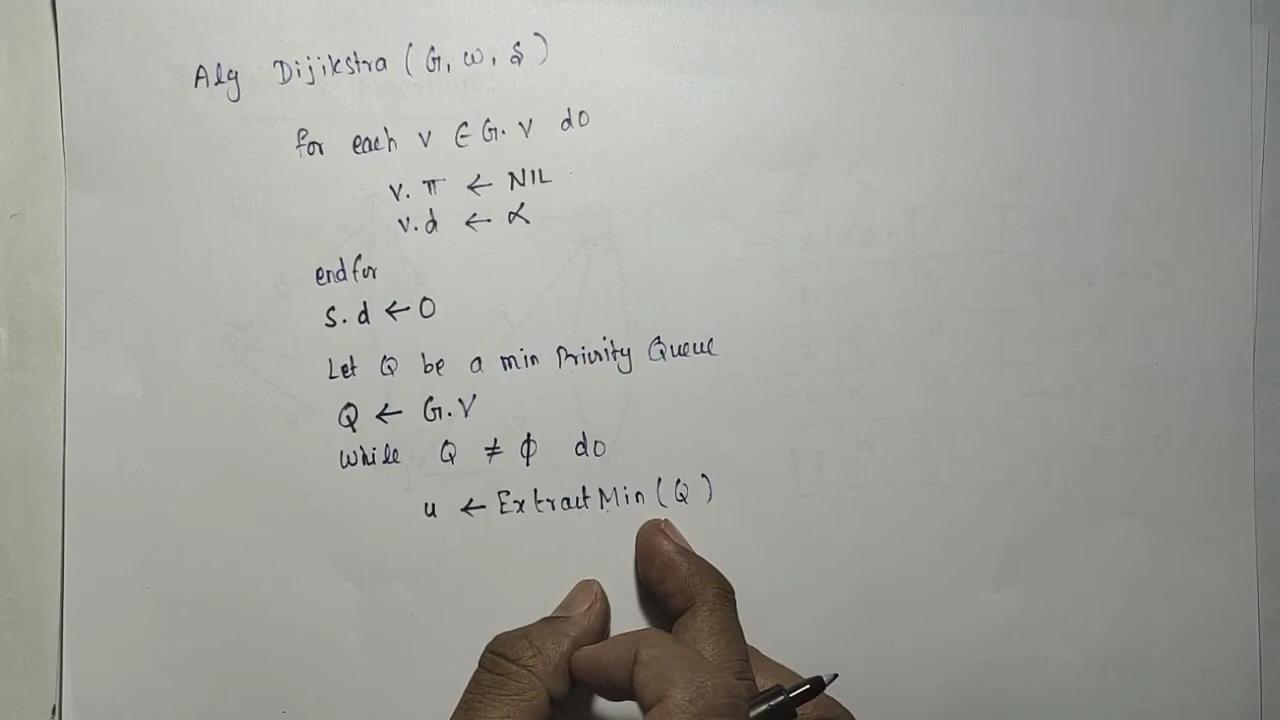 Alg Dijikstra (G, w, s)
for each v ∈ G.V do
v.π ← NIL
v.d ← ∝
endfor
s.d ← 0
Let Q be a min Priority Queue
Q ← G.V
while Q ≠ ϕ do
u ← ExtractMin(Q)